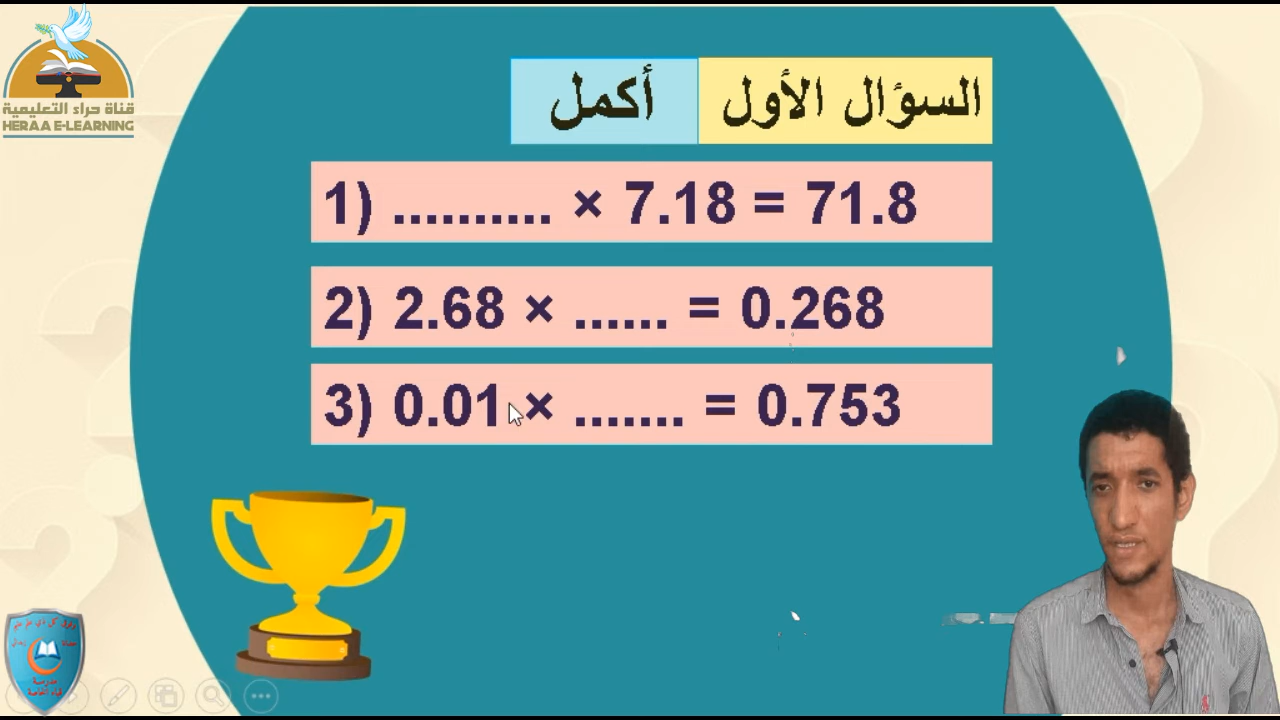 قناة حراء التعليمية
HERAA E-LEARNING
السؤال الأول أكمل
1) .......... × 7.18 = 71.8
2) 2.68 × ...... = 0.268
3) 0.01 × ....... = 0.753